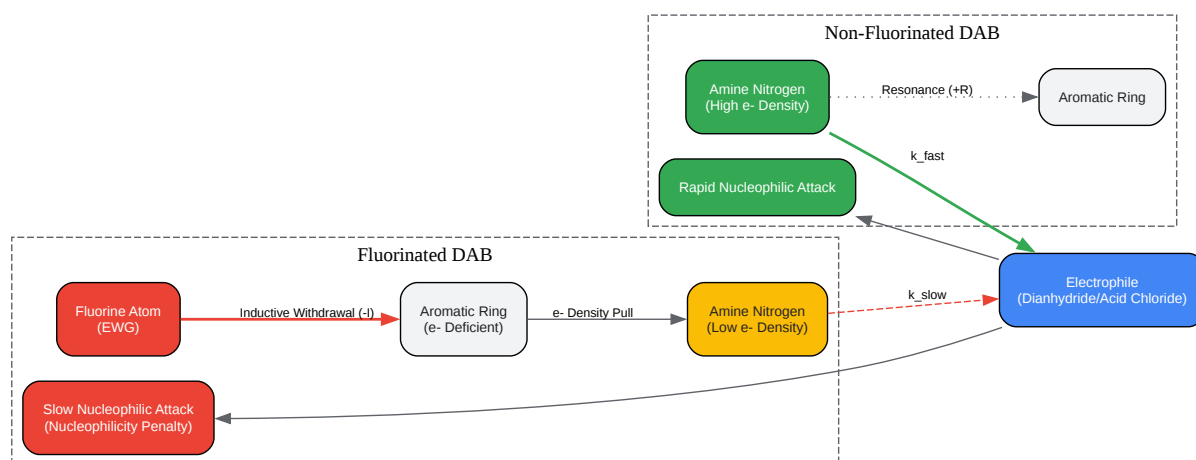 Non-Fluorinated DAB
Amine Nitrogen
(High e- Density)
Resonance (+R)
Aromatic Ring
k_fast
Rapid Nucleophilic Attack
Fluorinated DAB
Fluorine Atom
(EWG)
Inductive Withdrawal (-I)
Aromatic Ring
(e- Deficient)
e- Density Pull
Amine Nitrogen
(Low e- Density)
k_slow
Electrophile
(Dianhydride/Acid Chloride)
Slow Nucleophilic Attack
(Nucleophilicity Penalty)